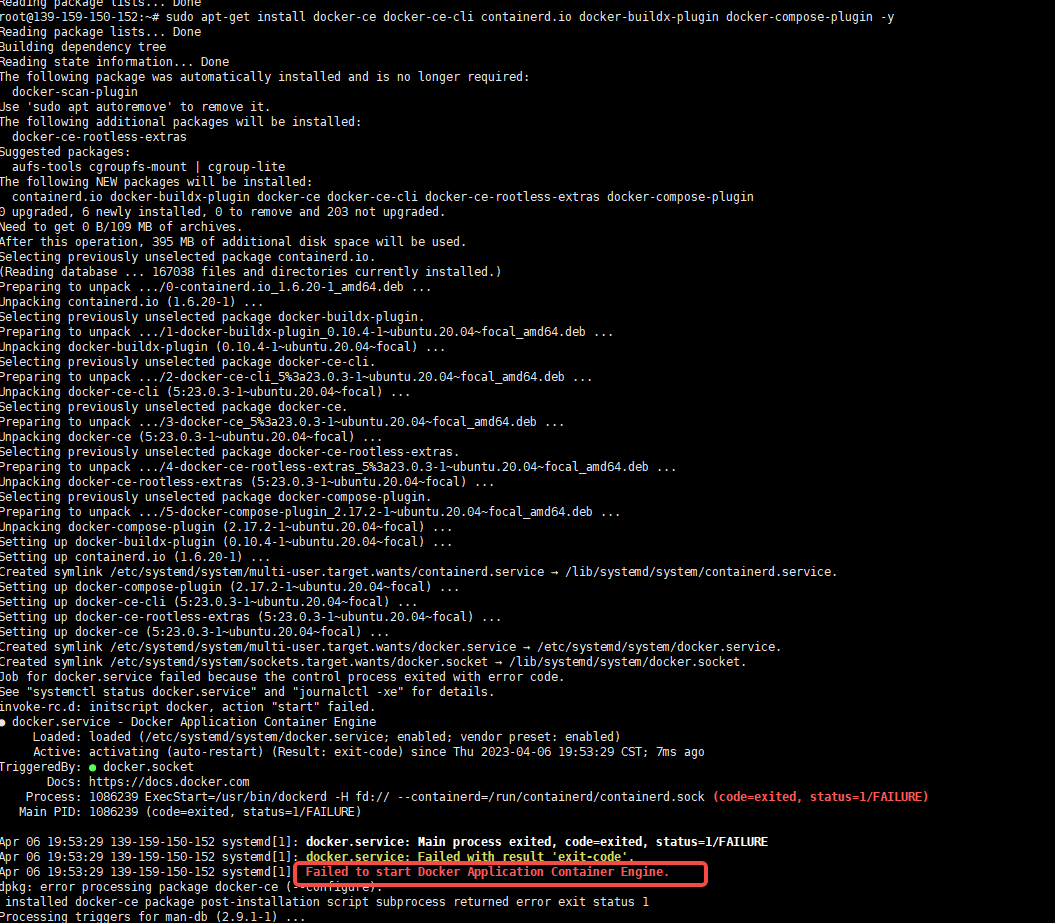 Reading package lists... Done
root@139-159-150-152:~# sudo apt-get install docker-ce docker-ce-cli containerd.io docker-buildx-plugin docker-compose-plugin -y
Reading package lists... Done
Building dependency tree
Reading state information... Done
The following package was automatically installed and is no longer required:
  docker-scan-plugin
Use 'sudo apt autoremove' to remove it.
The following additional packages will be installed:
  docker-ce-rootless-extras
Suggested packages:
  aufs-tools cgroupfs-mount | cgroup-lite
The following NEW packages will be installed:
  containerd.io docker-buildx-plugin docker-ce docker-ce-cli docker-ce-rootless-extras docker-compose-plugin
0 upgraded, 6 newly installed, 0 to remove and 203 not upgraded.
Need to get 0 B/109 MB of archives.
After this operation, 395 MB of additional disk space will be used.
Selecting previously unselected package containerd.io.
(Reading database ... 167038 files and directories currently installed.)
Preparing to unpack .../0-containerd.io_1.6.20-1_amd64.deb ...
Unpacking containerd.io (1.6.20-1) ...
Selecting previously unselected package docker-buildx-plugin.
Preparing to unpack .../1-docker-buildx-plugin_0.10.4-1~ubuntu.20.04~focal_amd64.deb ...
Unpacking docker-buildx-plugin (0.10.4-1~ubuntu.20.04~focal) ...
Selecting previously unselected package docker-ce-cli.
Preparing to unpack .../2-docker-ce-cli_5%3a23.0.3-1~ubuntu.20.04~focal_amd64.deb ...
Unpacking docker-ce-cli (5:23.0.3-1~ubuntu.20.04~focal) ...
Selecting previously unselected package docker-ce.
Preparing to unpack .../3-docker-ce_5%3a23.0.3-1~ubuntu.20.04~focal_amd64.deb ...
Unpacking docker-ce (5:23.0.3-1~ubuntu.20.04~focal) ...
Selecting previously unselected package docker-ce-rootless-extras.
Preparing to unpack .../4-docker-ce-rootless-extras_5%3a23.0.3-1~ubuntu.20.04~focal_amd64.deb ...
Unpacking docker-ce-rootless-extras (5:23.0.3-1~ubuntu.20.04~focal) ...
Selecting previously unselected package docker-compose-plugin.
Preparing to unpack .../5-docker-compose-plugin_2.17.2-1~ubuntu.20.04~focal_amd64.deb ...
Unpacking docker-compose-plugin (2.17.2-1~ubuntu.20.04~focal) ...
Setting up docker-buildx-plugin (0.10.4-1~ubuntu.20.04~focal) ...
Setting up containerd.io (1.6.20-1) ...
Created symlink /etc/systemd/system/multi-user.target.wants/containerd.service → /lib/systemd/system/containerd.service.
Setting up docker-compose-plugin (2.17.2-1~ubuntu.20.04~focal) ...
Setting up docker-ce-cli (5:23.0.3-1~ubuntu.20.04~focal) ...
Setting up docker-ce-rootless-extras (5:23.0.3-1~ubuntu.20.04~focal) ...
Setting up docker-ce (5:23.0.3-1~ubuntu.20.04~focal) ...
Created symlink /etc/systemd/system/multi-user.target.wants/docker.service → /etc/systemd/system/docker.service.
Created symlink /etc/systemd/system/sockets.target.wants/docker.socket → /lib/systemd/system/docker.socket.
Job for docker.service failed because the control process exited with error code.
See "systemctl status docker.service" and "journalctl -xe" for details.
invoke-rc.d: initscript docker, action "start" failed.
● docker.service - Docker Application Container Engine
     Loaded: loaded (/etc/systemd/system/docker.service; enabled; vendor preset: enabled)
     Active: activating (auto-restart) (Result: exit-code) since Thu 2023-04-06 19:53:29 CST; 7ms ago
TriggeredBy: ● docker.socket
       Docs: https://docs.docker.com
    Process: 1086239 ExecStart=/usr/bin/dockerd -H fd:// --containerd=/run/containerd/containerd.sock (code=exited, status=1/FAILURE)
   Main PID: 1086239 (code=exited, status=1/FAILURE)
Apr 06 19:53:29 139-159-150-152 systemd[1]: docker.service: Main process exited, code=exited, status=1/FAILURE
Apr 06 19:53:29 139-159-150-152 systemd[1]: docker.service: Failed with result 'exit-code'.
Apr 06 19:53:29 139-159-150-152 systemd[1]: Failed to start Docker Application Container Engine.
dpkg: error processing package docker-ce (--configure):
 installed docker-ce package post-installation script subprocess returned error exit status 1
Processing triggers for man-db (2.9.1-1) ...